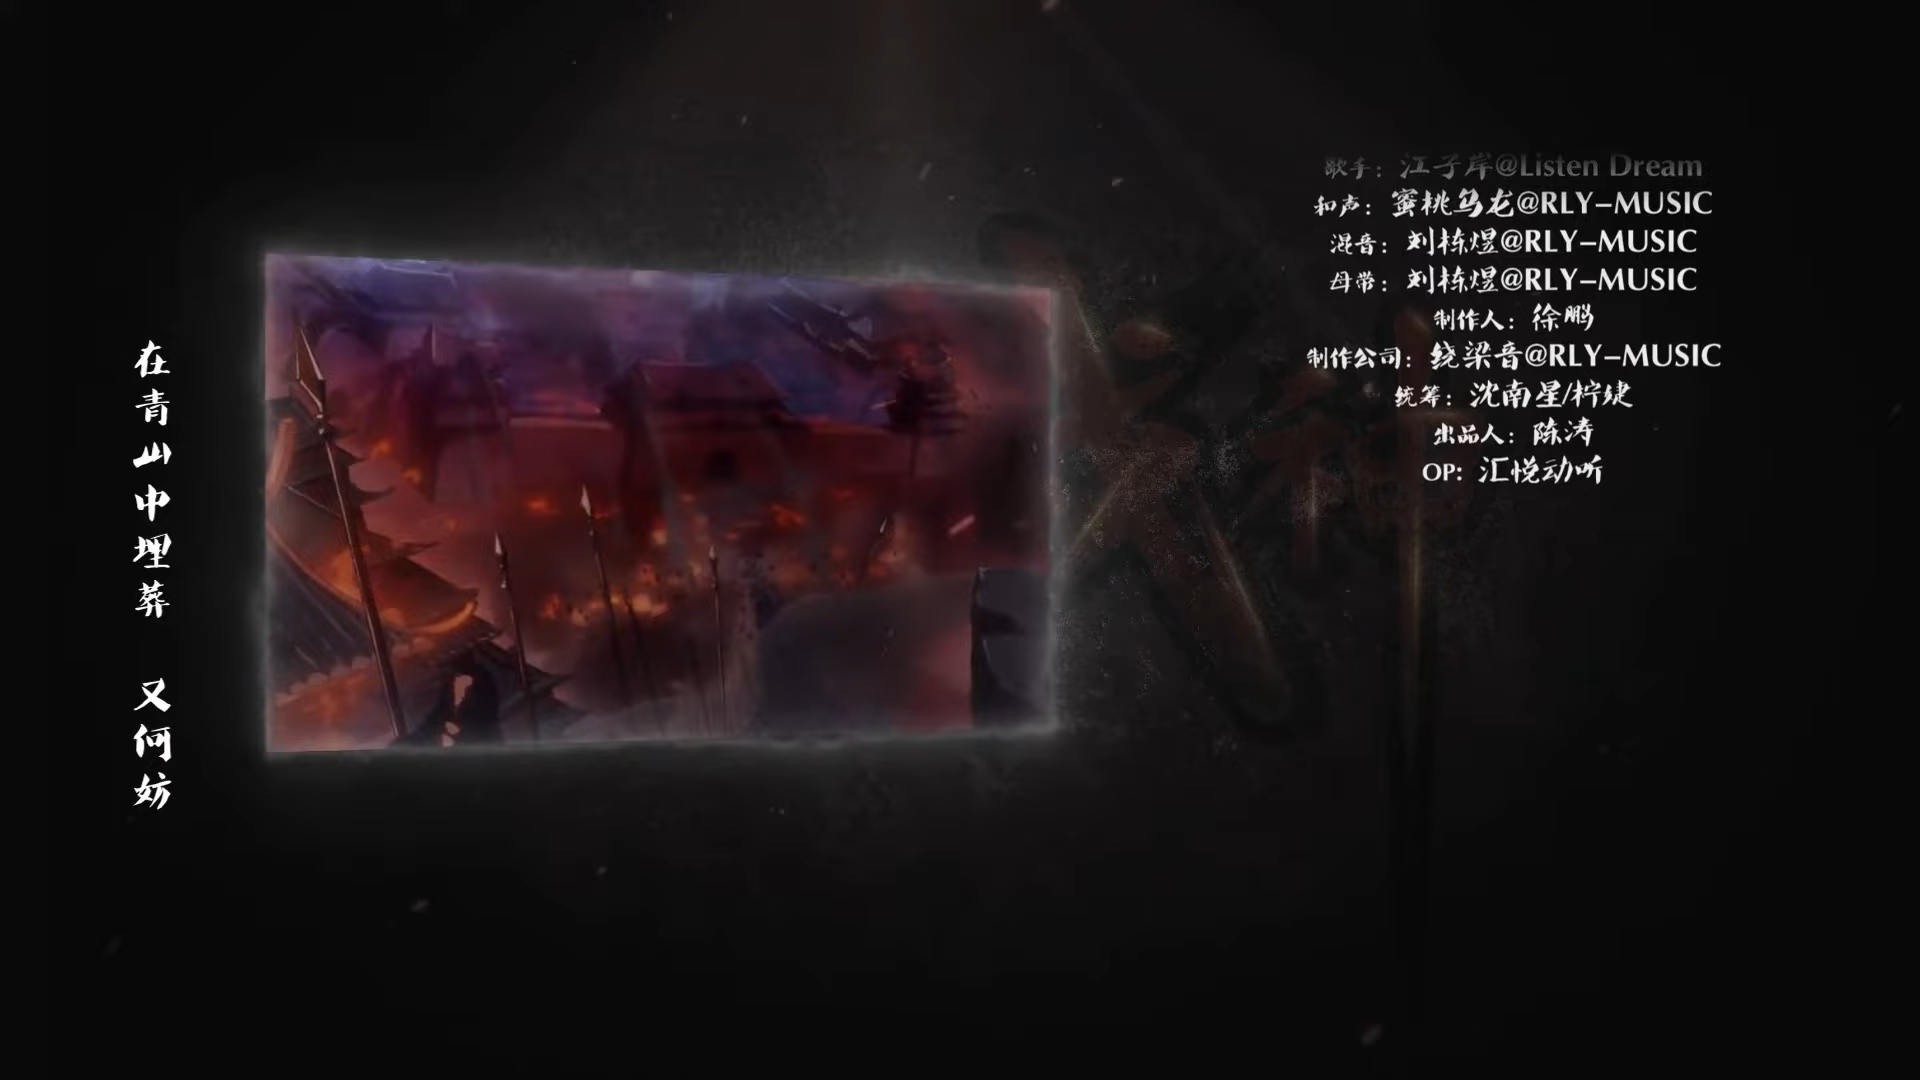 在青山中埋葬 又何妨
歌手：江子岸@Listen Dream
和声：蜜桃乌龙@RLY-MUSIC
混音：刘栋煜@RLY-MUSIC
母带：刘栋煜@RLY-MUSIC
制作人：徐鹏
制作公司：绕梁音@RLY-MUSIC
统筹：沈南星/柠婕
出品人：陈涛
OP：汇悦动听